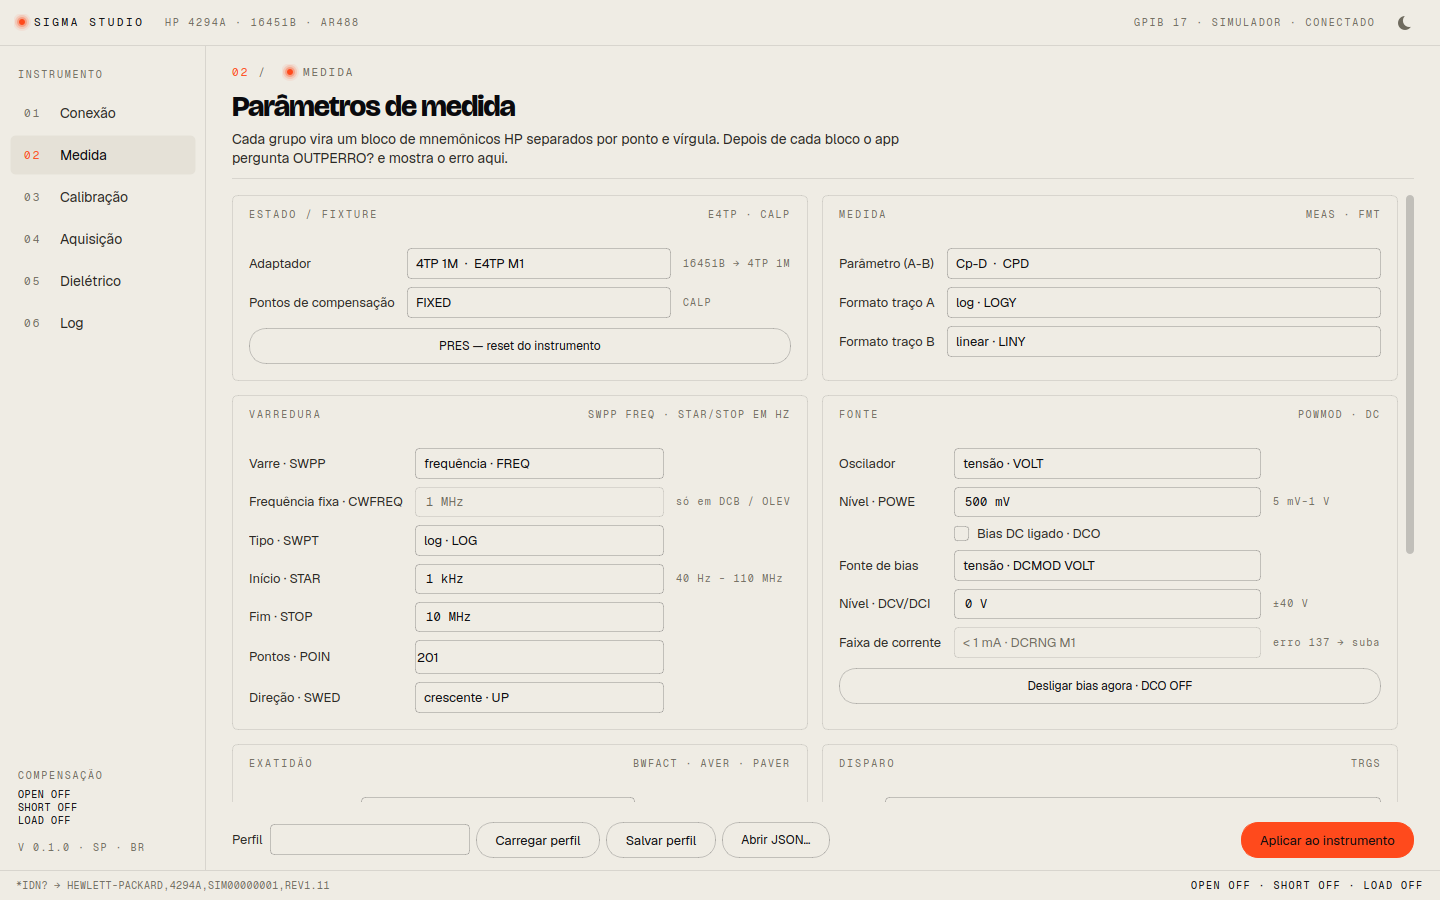 SIGMA STUDIO
HP 4294A · 16451B · AR488
GPIB 17 · SIMULADOR · CONECTADO
INSTRUMENTO
01 Conexão
02 Medida
03 Calibração
04 Aquisição
05 Dielétrico
06 Log
COMPENSAÇÃO
OPEN OFF
SHORT OFF
LOAD OFF
V 0.1.0 · SP · BR
02 / MEDIDA
Parâmetros de medida
Cada grupo vira um bloco de mnemônicos HP separados por ponto e vírgula. Depois de cada bloco o app
pergunta OUTPERRO? e mostra o erro aqui.
ESTADO / FIXTURE E4TP · CALP
Adaptador 4TP 1M · E4TP M1 16451B → 4TP 1M
Pontos de compensação FIXED CALP
PRES — reset do instrumento
MEDIDA MEAS · FMT
Parâmetro (A-B) Cp-D · CPD
Formato traço A log · LOGY
Formato traço B linear · LINY
VARREDURA SWPP FREQ · STAR/STOP EM HZ
Varre · SWPP frequência · FREQ
Frequência fixa · CWFREQ 1 MHz só em DCB / OLEV
Tipo · SWPT log · LOG
Início · STAR 1 kHz 40 Hz – 110 MHz
Fim · STOP 10 MHz
Pontos · POIN 201
Direção · SWED crescente · UP
FONTE POWMOD · DC
Oscilador tensão · VOLT
Nível · POWE 500 mV 5 mV–1 V
Bias DC ligado · DCO
Fonte de bias tensão · DCMOD VOLT
Nível · DCV/DCI 0 V ±40 V
Faixa de corrente < 1 mA · DCRNG M1 erro 137 → suba
Desligar bias agora · DCO OFF
EXATIDÃO BWFACT · AVER · PAVER
DISPARO TRGS
Perfil Carregar perfil Salvar perfil Abrir JSON… Aplicar ao instrumento
*IDN? → HEWLETT-PACKARD,4294A,SIM00000001,REV1.11
OPEN OFF · SHORT OFF · LOAD OFF